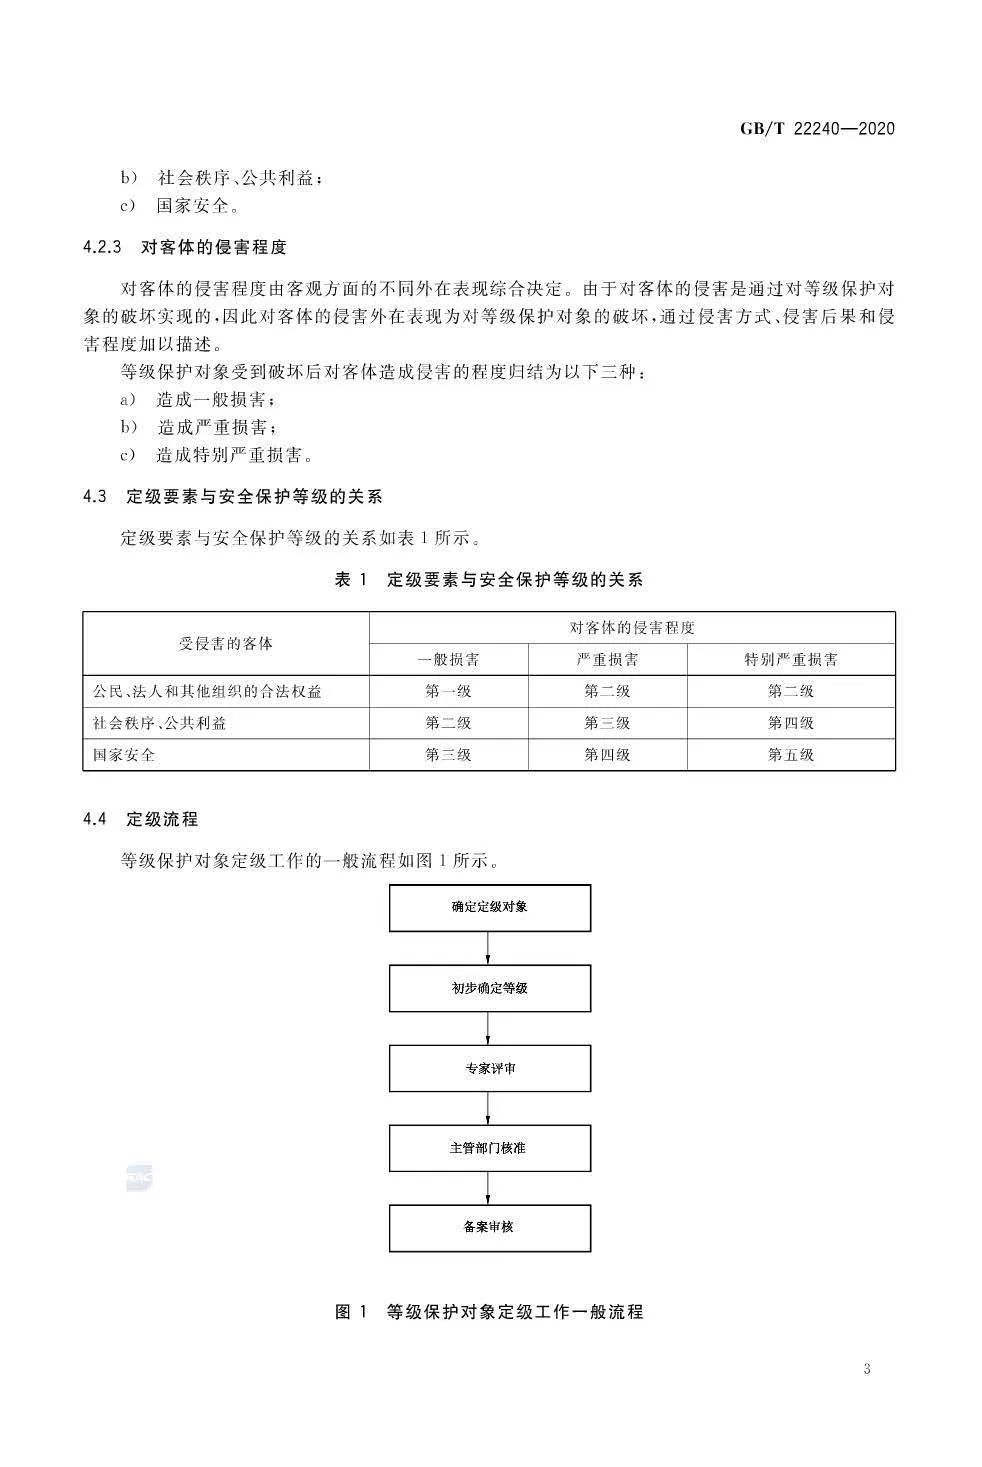 GB/T 22240—2020
b) 社会秩序、公共利益；
c) 国家安全。
4.2.3 对客体的侵害程度
对客体的侵害程度由客观方面的不同外在表现综合决定。由于对客体的侵害是通过对等级保护对
象的破坏实现的，因此对客体的侵害外在表现为对等级保护对象的破坏，通过侵害方式、侵害后果和侵
害程度加以描述。
等级保护对象受到破坏后对客体造成侵害的程度归结为以下三种：
a) 造成一般损害；
b) 造成严重损害；
c) 造成特别严重损害。
4.3 定级要素与安全保护等级的关系
定级要素与安全保护等级的关系如表 1 所示。
表 1 定级要素与安全保护等级的关系
受侵害的客体 对客体的侵害程度
一般损害 严重损害 特别严重损害
公民、法人和其他组织的合法权益 第一级 第二级 第二级
社会秩序、公共利益 第二级 第三级 第四级
国家安全 第三级 第四级 第五级
4.4 定级流程
等级保护对象定级工作的一般流程如图 1 所示。
确定定级对象
初步确定等级
专家评审
主管部门核准
备案审核
图 1 等级保护对象定级工作一般流程
3